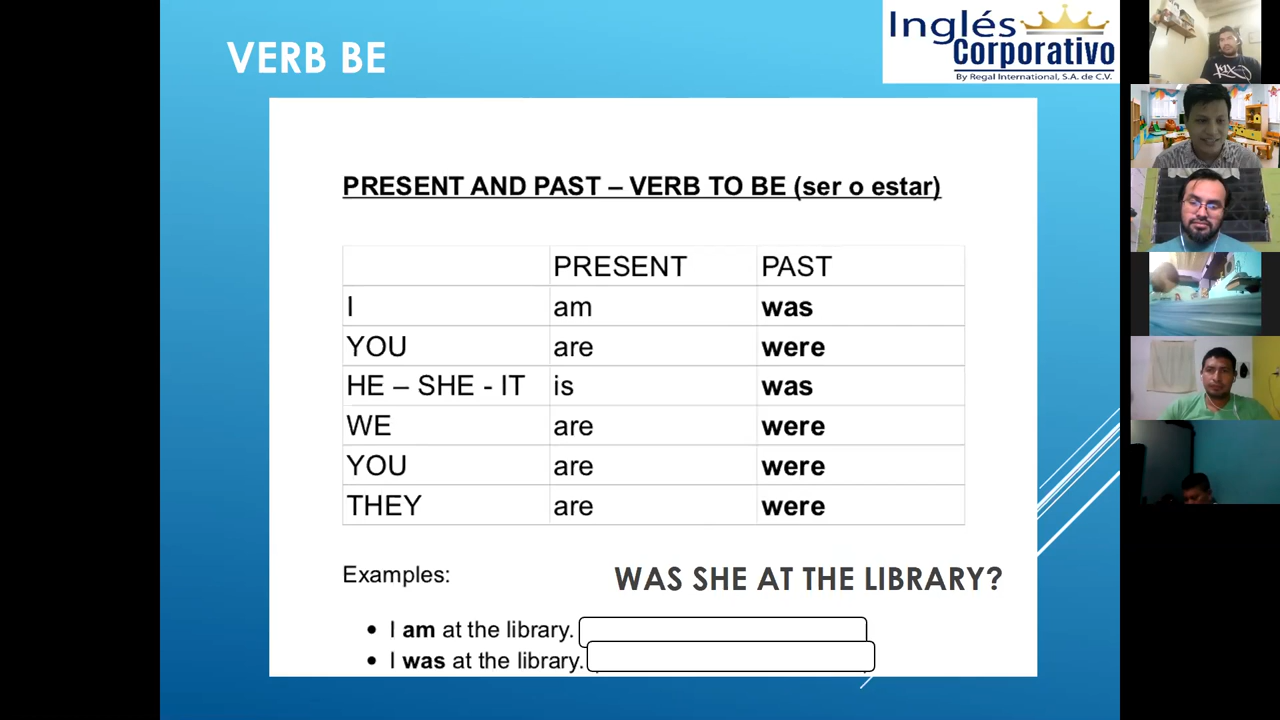 VERB BE
Inglés
Corporativo
By Regal International, S.A. de C.V.
PRESENT AND PAST – VERB TO BE (ser o estar)
PRESENT PAST
I am was
YOU are were
HE – SHE - IT is was
WE are were
YOU are were
THEY are were
Examples:
WAS SHE AT THE LIBRARY?
• I am at the library.
• I was at the library.